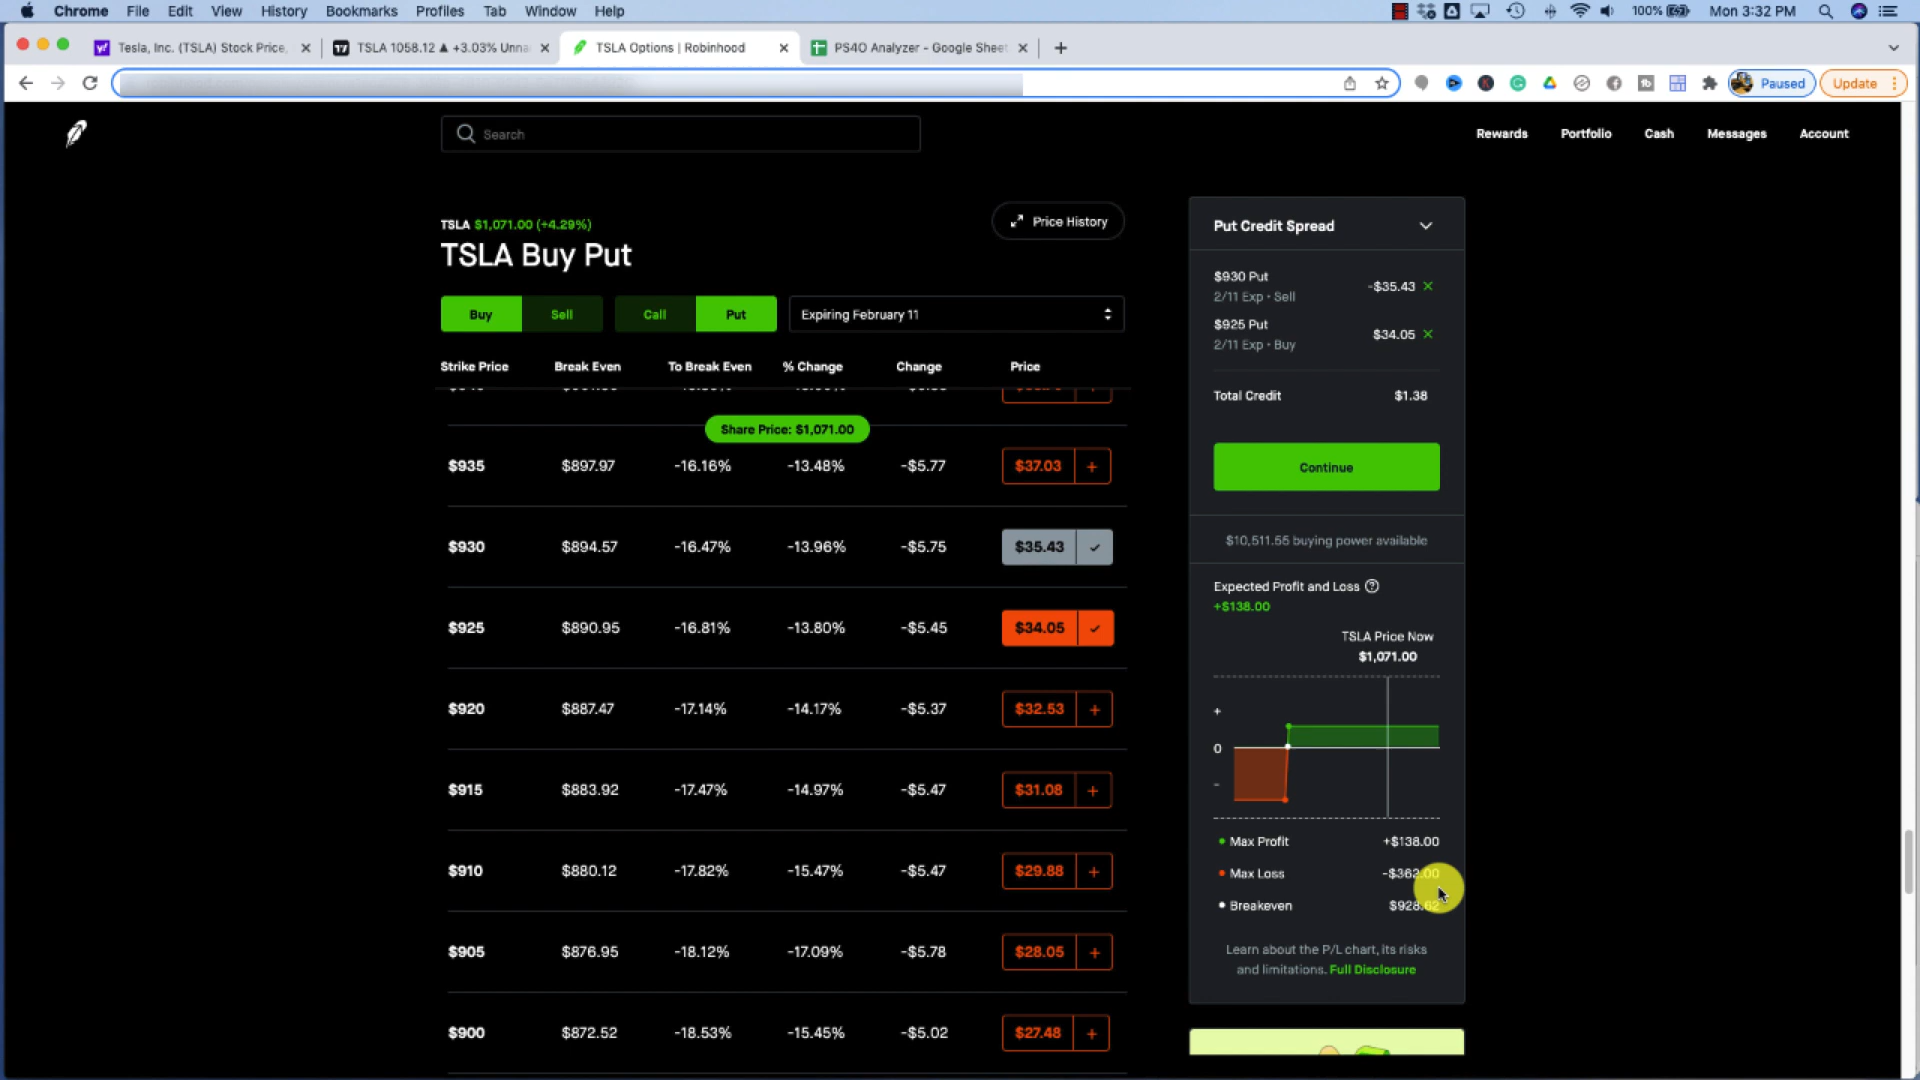 Chrome File Edit View History Bookmarks Profiles Tab Window Help 100% Mon 3:32 PM
Tesla, Inc. (TSLA) Stock Price, TSLA 1058.12 ▲ +3.03% Unna TSLA Options | Robinhood PS4O Analyzer - Google Sheet
Paused Update
Search Rewards Portfolio Cash Messages Account
TSLA $1,071.00 (+4.29%)
TSLA Buy Put
Price History
Buy Sell Call Put Expiring February 11
Strike Price Break Even To Break Even % Change Change Price
Share Price: $1,071.00
$935 $897.97 -16.16% -13.48% -$5.77 $37.03 +
$930 $894.57 -16.47% -13.96% -$5.75 $35.43 ✓
$925 $890.95 -16.81% -13.80% -$5.45 $34.05 ✓
$920 $887.47 -17.14% -14.17% -$5.37 $32.53 +
$915 $883.92 -17.47% -14.97% -$5.47 $31.08 +
$910 $880.12 -17.82% -15.47% -$5.47 $29.88 +
$905 $876.95 -18.12% -17.09% -$5.78 $28.05 +
$900 $872.52 -18.53% -15.45% -$5.02 $27.48 +
Put Credit Spread
$930 Put
2/11 Exp • Sell
-$35.43 ×
$925 Put
2/11 Exp • Buy
$34.05 ×
Total Credit $1.38
Continue
$10,511.55 buying power available
Expected Profit and Loss
+$138.00
TSLA Price Now
$1,071.00
+
0
-
Max Profit +$138.00
Max Loss -$362.00
Breakeven $928.62
Learn about the P/L chart, its risks
and limitations. Full Disclosure